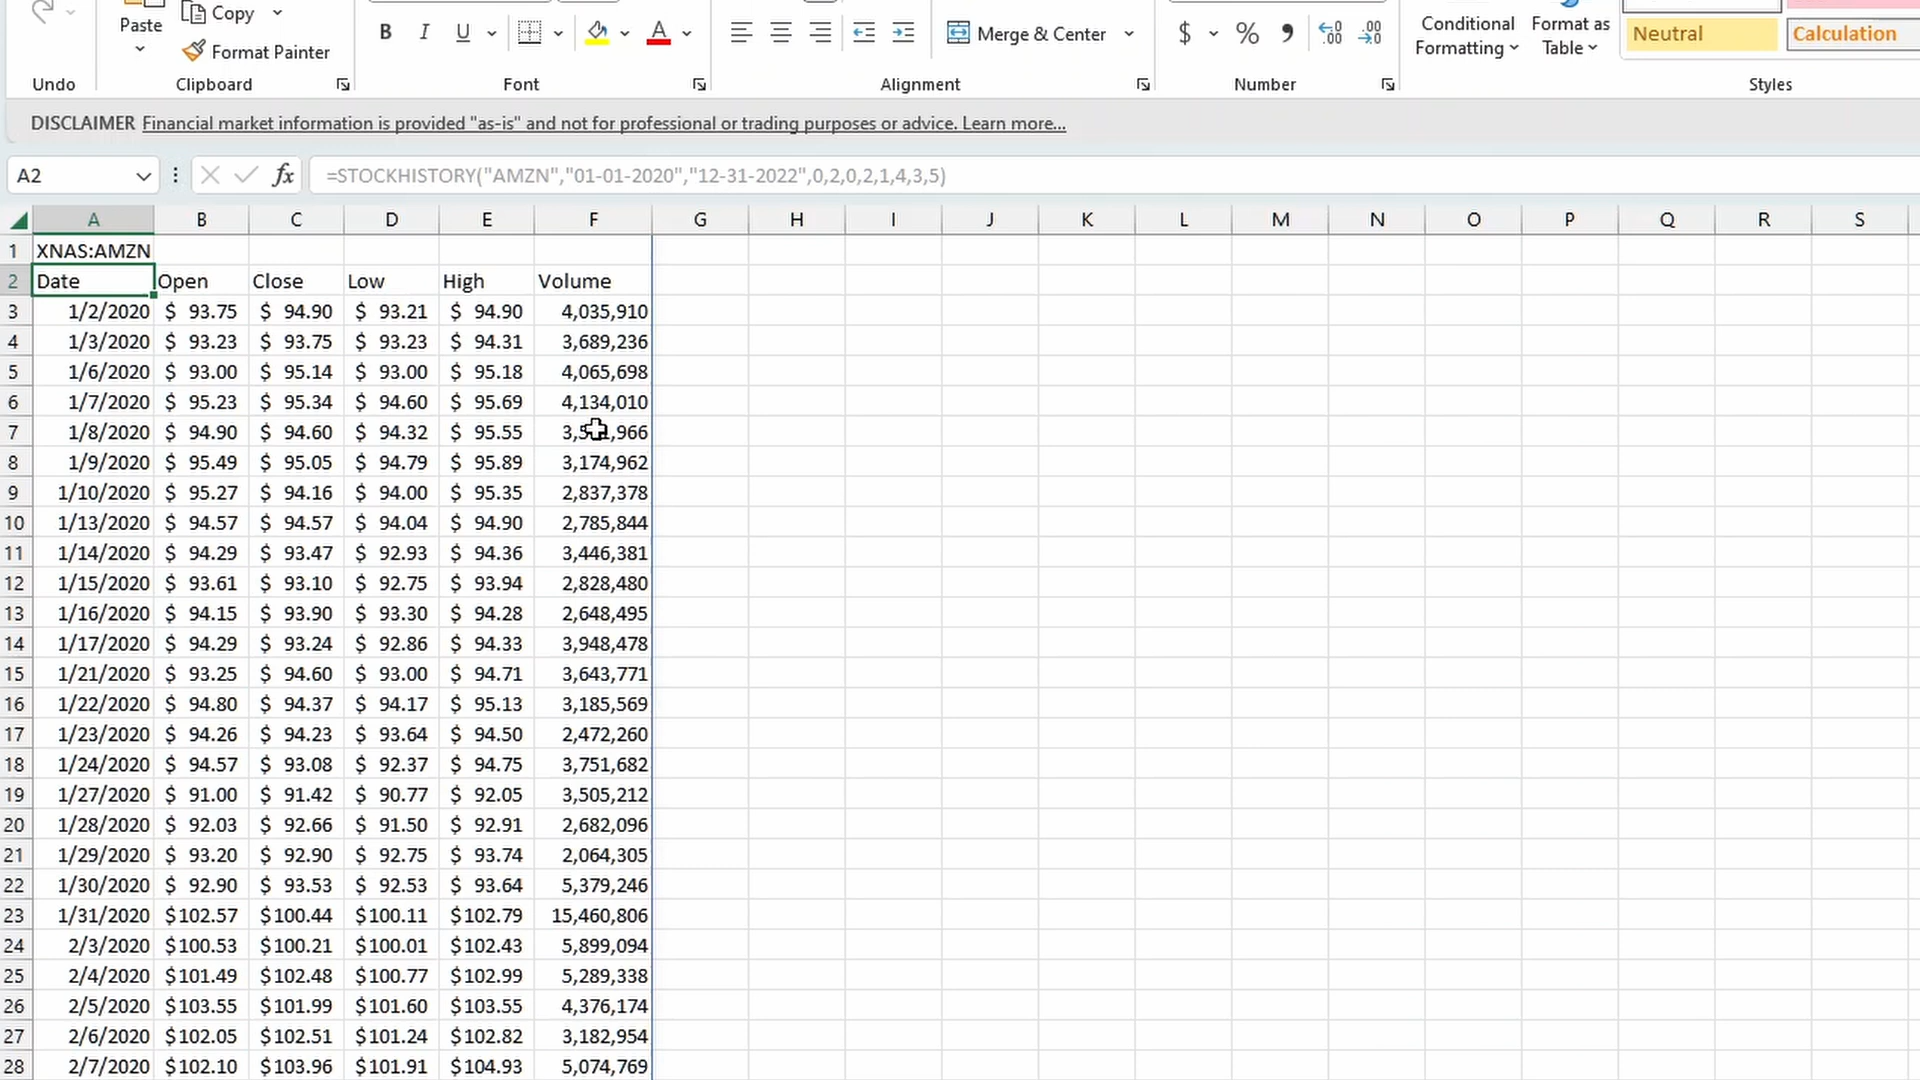 Paste
Copy
Format Painter
Undo
Clipboard
B I U
A
Font
Merge & Center
Alignment
$ % 9
.00
.00
Number
Conditional
Formatting
Format as
Table
Neutral
Calculation
Styles
DISCLAIMER Financial market information is provided "as-is" and not for professional or trading purposes or advice. Learn more...
A2
fx
=STOCKHISTORY("AMZN","01-01-2020","12-31-2022",0,2,0,2,1,4,3,5)
A B C D E F G H I J K L M N O P Q R S
1 XNAS:AMZN
2 Date Open Close Low High Volume
3 1/2/2020 $ 93.75 $ 94.90 $ 93.21 $ 94.90 4,035,910
4 1/3/2020 $ 93.23 $ 93.75 $ 93.23 $ 94.31 3,689,236
5 1/6/2020 $ 93.00 $ 95.14 $ 93.00 $ 95.18 4,065,698
6 1/7/2020 $ 95.23 $ 95.34 $ 94.60 $ 95.69 4,134,010
7 1/8/2020 $ 94.90 $ 94.60 $ 94.32 $ 95.55
8 1/9/2020 $ 95.49 $ 95.05 $ 94.79 $ 95.89 3,174,962
9 1/10/2020 $ 95.27 $ 94.16 $ 94.00 $ 95.35 2,837,378
10 1/13/2020 $ 94.57 $ 94.57 $ 94.04 $ 94.90 2,785,844
11 1/14/2020 $ 94.29 $ 93.47 $ 92.93 $ 94.36 3,446,381
12 1/15/2020 $ 93.61 $ 93.10 $ 92.75 $ 93.94 2,828,480
13 1/16/2020 $ 94.15 $ 93.90 $ 93.30 $ 94.28 2,648,495
14 1/17/2020 $ 94.29 $ 93.24 $ 92.86 $ 94.33 3,948,478
15 1/21/2020 $ 93.25 $ 94.60 $ 93.00 $ 94.71 3,643,771
16 1/22/2020 $ 94.80 $ 94.37 $ 94.17 $ 95.13 3,185,569
17 1/23/2020 $ 94.26 $ 94.23 $ 93.64 $ 94.50 2,472,260
18 1/24/2020 $ 94.57 $ 93.08 $ 92.37 $ 94.75 3,751,682
19 1/27/2020 $ 91.00 $ 91.42 $ 90.77 $ 92.05 3,505,212
20 1/28/2020 $ 92.03 $ 92.66 $ 91.50 $ 92.91 2,682,096
21 1/29/2020 $ 93.20 $ 92.90 $ 92.75 $ 93.74 2,064,305
22 1/30/2020 $ 92.90 $ 93.53 $ 92.53 $ 93.64 5,379,246
23 1/31/2020 $102.57 $100.44 $100.11 $102.79 15,460,806
24 2/3/2020 $100.53 $100.21 $100.01 $102.43 5,899,094
25 2/4/2020 $101.49 $102.48 $100.77 $102.99 5,289,338
26 2/5/2020 $103.55 $101.99 $101.60 $103.55 4,376,174
27 2/6/2020 $102.05 $102.51 $101.24 $102.82 3,182,954
28 2/7/2020 $102.10 $103.96 $101.91 $104.93 5,074,769